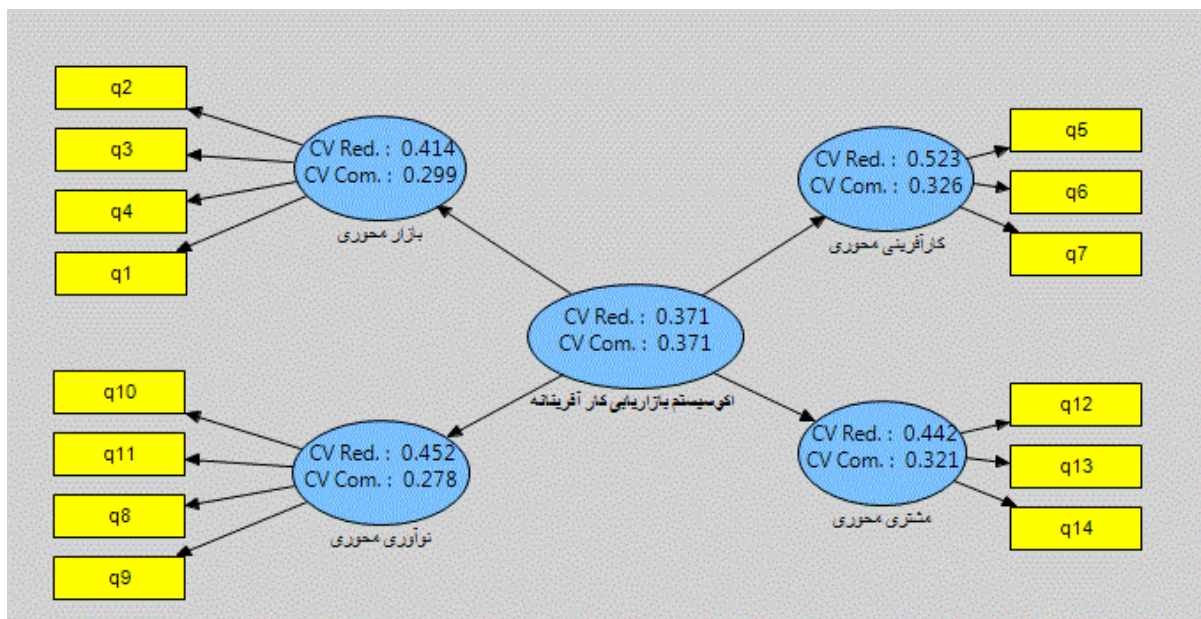 q2
q3
q4
q1
CV Red. : 0.414
CV Com. : 0.299
بازار محوری
CV Red. : 0.523
CV Com. : 0.326
کارآفرینی محوری
q5
q6
q7
CV Red. : 0.371
CV Com. : 0.371
اکوسیستم بازاریابی کار آفرینانه
q10
q11
q8
q9
CV Red. : 0.452
CV Com. : 0.278
نوآوری محوری
CV Red. : 0.442
CV Com. : 0.321
مشتری محوری
q12
q13
q14